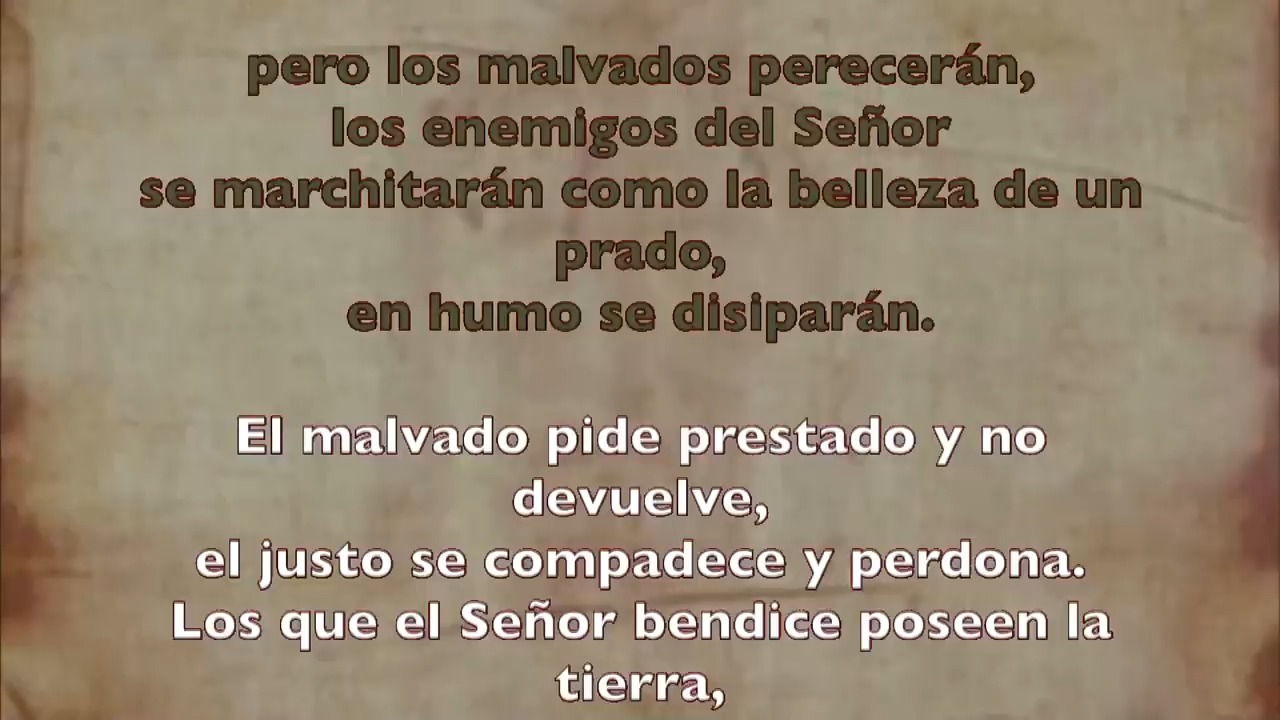 pero los malvados perecerán,
los enemigos del Señor
se marchitarán como la belleza de un
prado,
en humo se disiparán.
El malvado pide prestado y no
devuelve,
el justo se compadece y perdona.
Los que el Señor bendice poseen la
tierra,